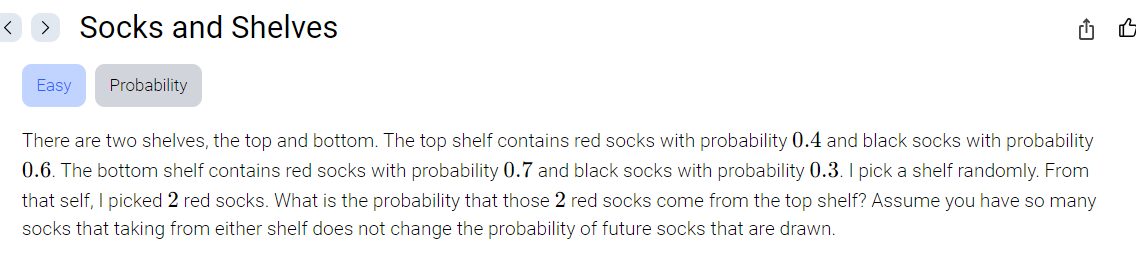 Socks and Shelves
Easy Probability
There are two shelves, the top and bottom. The top shelf contains red socks with probability 0.4 and black socks with probability
0.6. The bottom shelf contains red socks with probability 0.7 and black socks with probability 0.3. I pick a shelf randomly. From
that self, I picked 2 red socks. What is the probability that those 2 red socks come from the top shelf? Assume you have so many
socks that taking from either shelf does not change the probability of future socks that are drawn.